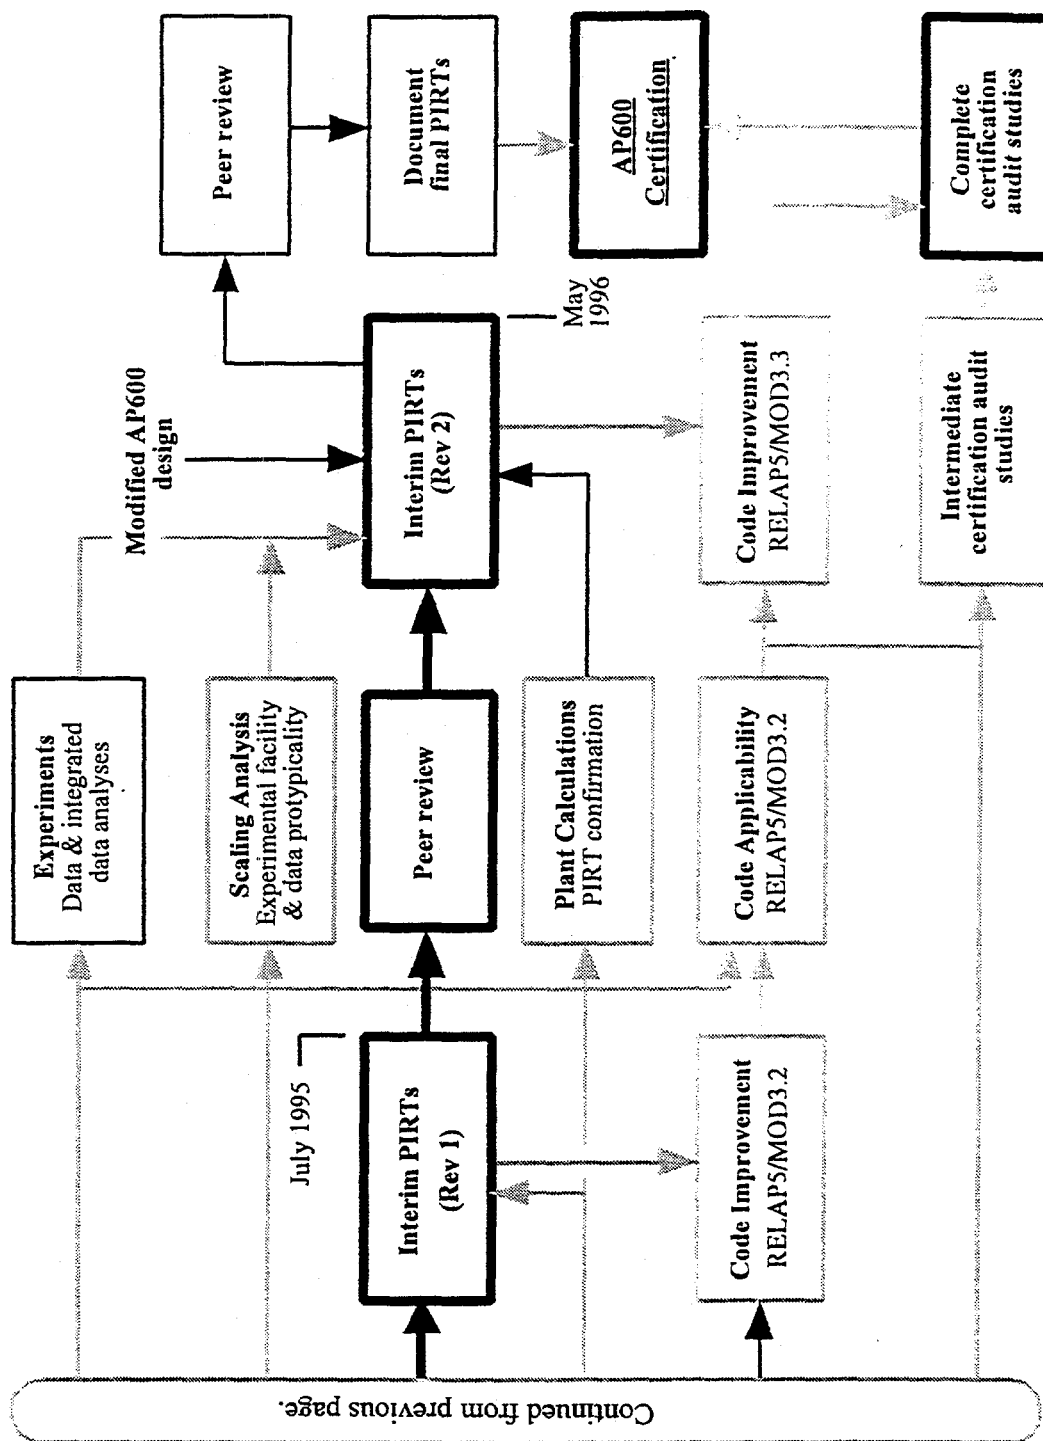 Continued from previous page.
July 1995
Interim PIRTs
(Rev 1)
Code Improvement
RELAP5/MOD3.2
Experiments
Data & integrated
data analyses
Scaling Analysis
Experimental facility
& data protypicality
Peer review
Plant Calculations
PIRT confirmation
Code Applicability
RELAP5/MOD3.2
Modified AP600
design
Interim PIRTs
(Rev 2)
May
1996
Code Improvement
RELAP5/MOD3.3
Intermediate
certification audit
studies
Peer review
Document
final PIRTs
AP600
Certification
Complete
certification
audit studies